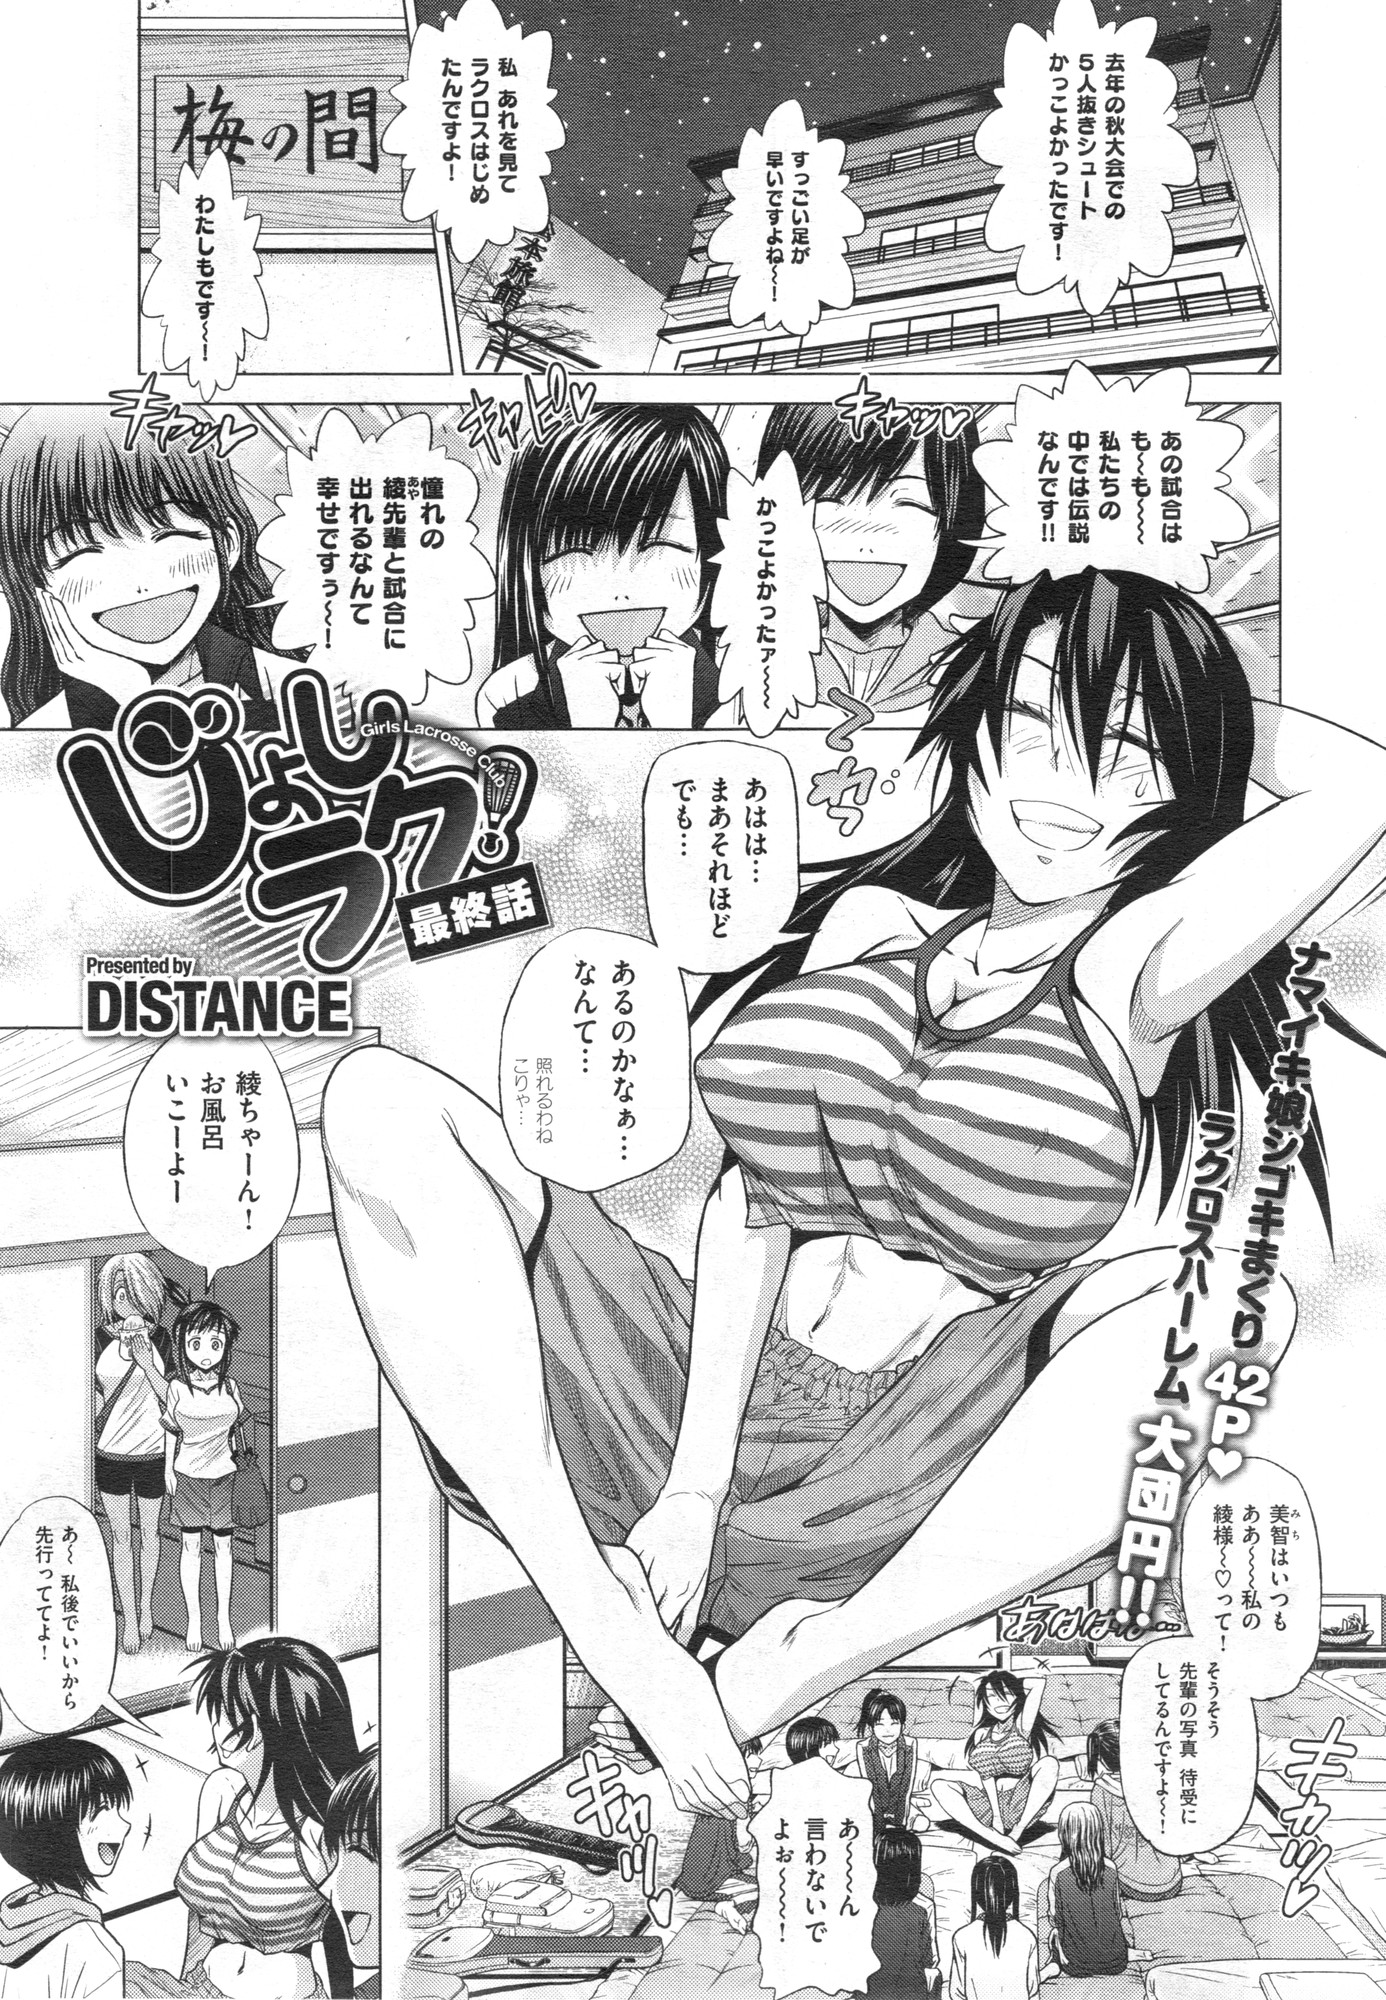 去年の秋大会での
5人抜きシュート
かっこよかったです!
すっごい足が
早いですよね〜!
本旅館
私 あれを見て
ラクロスはじめ
たんですよ!
梅の間
わたしもです〜!
あの試合は
も〜も〜〜
私たちの
中では伝説
なんです!!
キャッ♡
かっこよかったァ〜〜
キャピ♡
憧れの
綾先輩と試合に
あや
出れるなんて
幸せですぅ〜!
キャッ
てれっ
あはは…
まあそれほど
でも…
あるのかなぁ…
なんて…
照れるわね
こりゃ…
Girls Lacrosse Club
じょしラク!
最終話
Presented by
DISTANCE
ナマイキ娘シゴキまくり42P♥
ラクロスハーレム大団円!!
綾ちゃーん!
お風呂
いこーよー
あ〜私後でいいから
先行っててよ!
美智はいつも
みち
ああ〜〜私の
綾様〜♡って!
そうそう
先輩の写真 待受に
してるんですよ〜!
あはは…
あ〜〜ん
言わないで
よぉ〜〜!
キャッ
キャッ♡